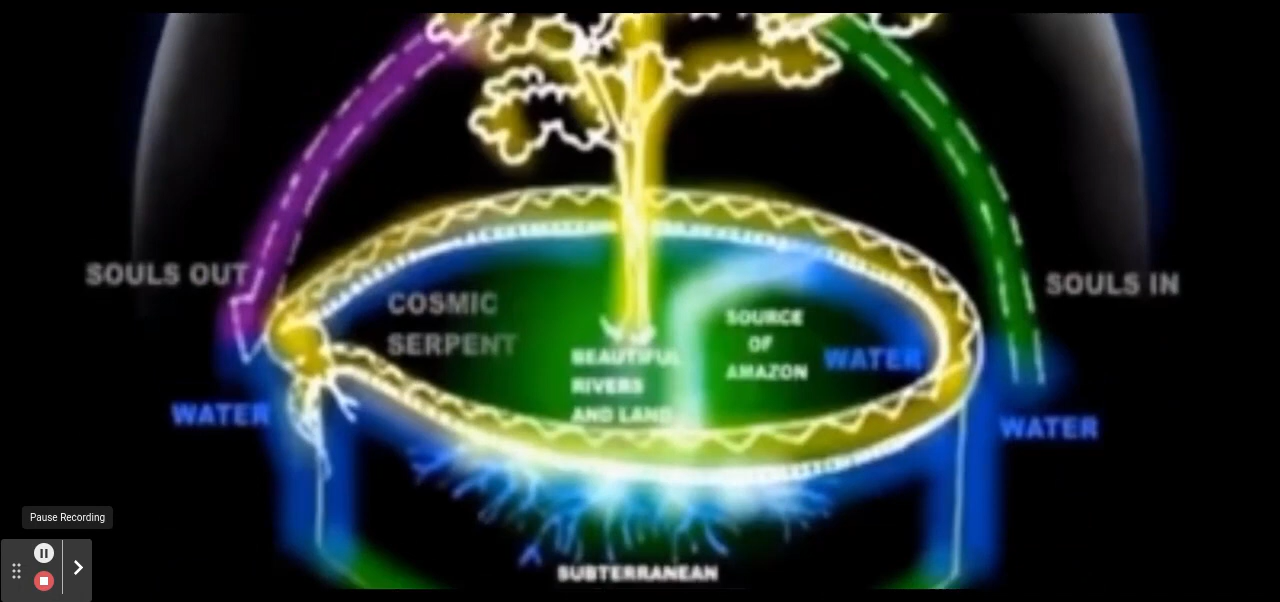 SOULS OUT
SOULS IN
COSMIC
SERPENT
SOURCE
OF
AMAZON
WATER
BEAUTIFUL
RIVERS
AND LAND
WATER
WATER
Pause Recording
SUBTERRANEAN